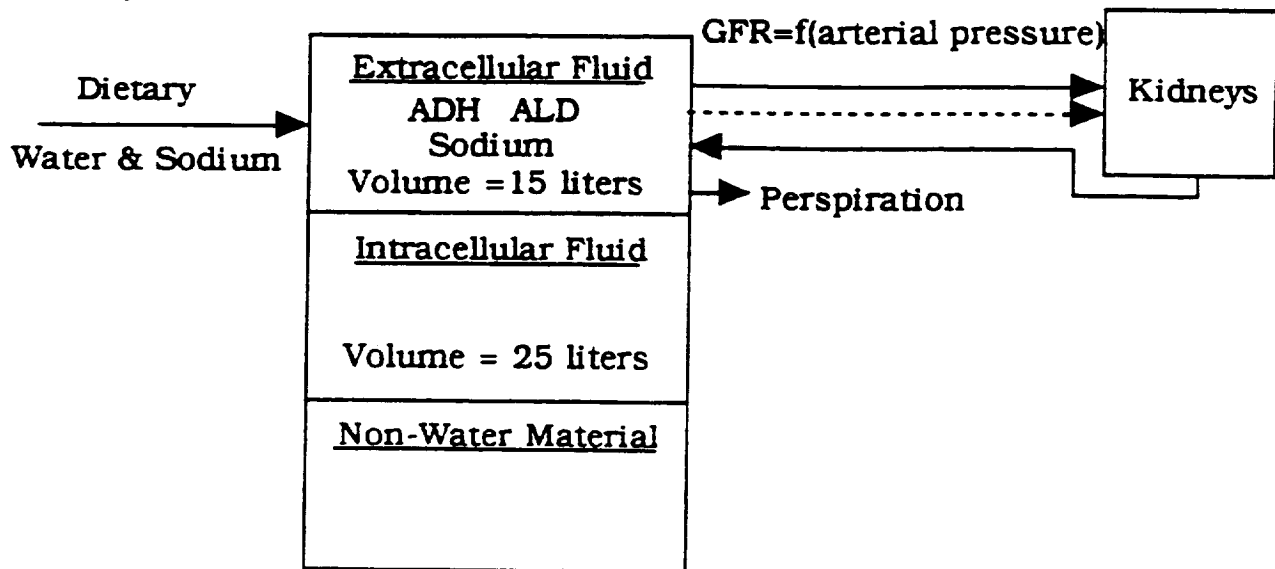 GFR=f(arterial pressure)
Kidneys
Dietary
Water & Sodium
Extracellular Fluid
ADH ALD
Sodium
Volume =15 liters
Perspiration
Intracellular Fluid
Volume = 25 liters
Non-Water Material